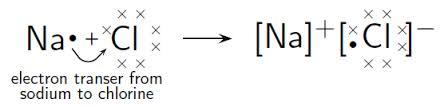 Na• + Cl ⟶ [Na]⁺[•Cl]⁻
electron transer from
sodium to chlorine